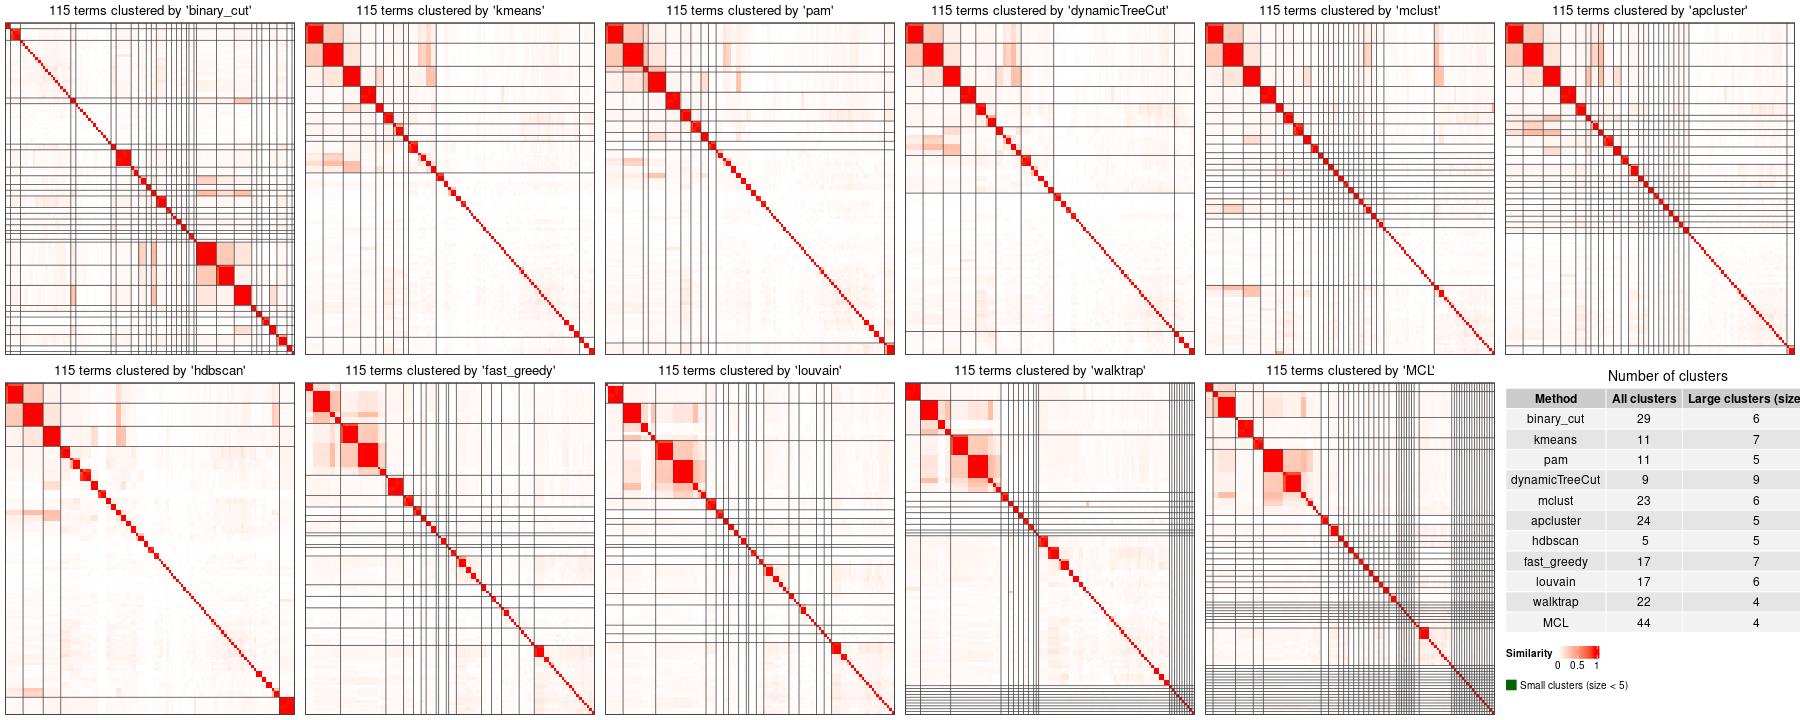 115 terms clustered by 'binary_cut'
115 terms clustered by 'kmeans'
115 terms clustered by 'pam'
115 terms clustered by 'dynamicTreeCut'
115 terms clustered by 'mclust'
115 terms clustered by 'apcluster'
115 terms clustered by 'hdbscan'
115 terms clustered by 'fast_greedy'
115 terms clustered by 'louvain'
115 terms clustered by 'walktrap'
115 terms clustered by 'MCL'
Number of clusters
Method All clusters Large clusters (size
binary_cut 29 6
kmeans 11 7
pam 11 5
dynamicTreeCut 9 9
mclust 23 6
apcluster 24 5
hdbscan 5 5
fast_greedy 17 7
louvain 17 6
walktrap 22 4
MCL 44 4
Similarity
0 0.5 1
Small clusters (size < 5)